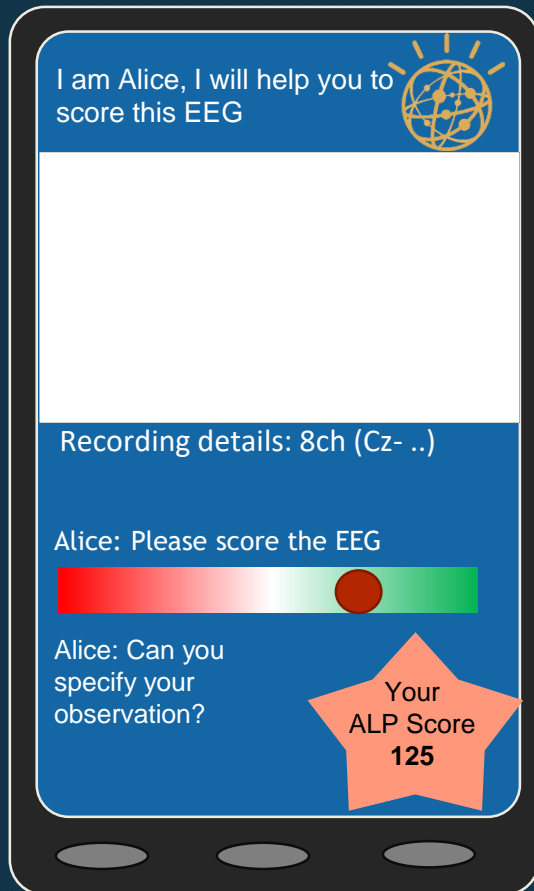 I am Alice, I will help you to
score this EEG
Recording details: 8ch (Cz- ..)
Alice: Please score the EEG
Alice: Can you
specify your
observation?
Your
ALP Score
125